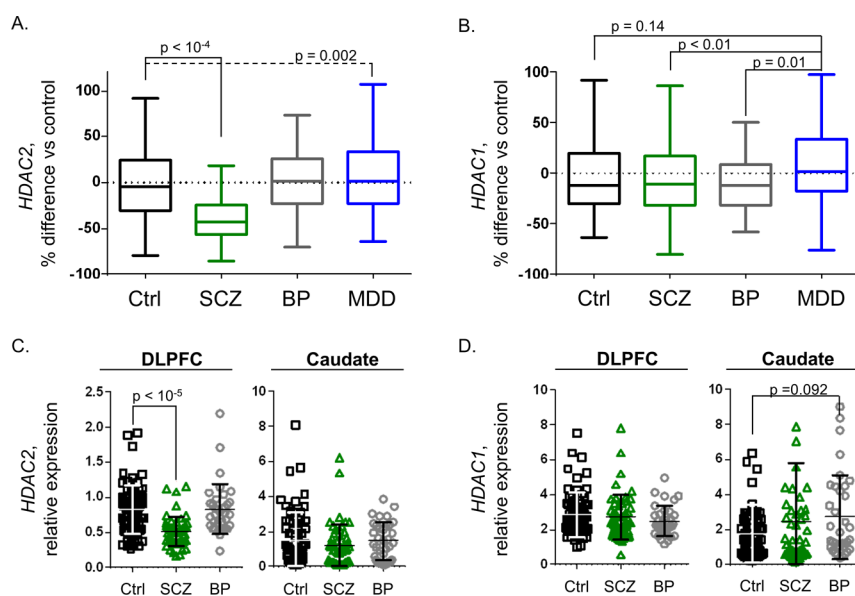 A.
p < 10-4
p = 0.002
HDAC2,
% difference vs control
100
50
0
-50
-100
Ctrl SCZ BP MDD
B.
p = 0.14
p < 0.01
p = 0.01
HDAC1,
% difference vs control
100
50
0
-50
-100
Ctrl SCZ BP MDD
C.
DLPFC Caudate
HDAC2,
relative expression
2.5
2.0
1.5
1.0
0.5
0.0
p < 10-5
Ctrl SCZ BP
10
8
6
4
2
0
Ctrl SCZ BP
D.
DLPFC Caudate
HDAC1,
relative expression
10
8
6
4
2
0
Ctrl SCZ BP
10
8
6
4
2
0
p =0.092
Ctrl SCZ BP